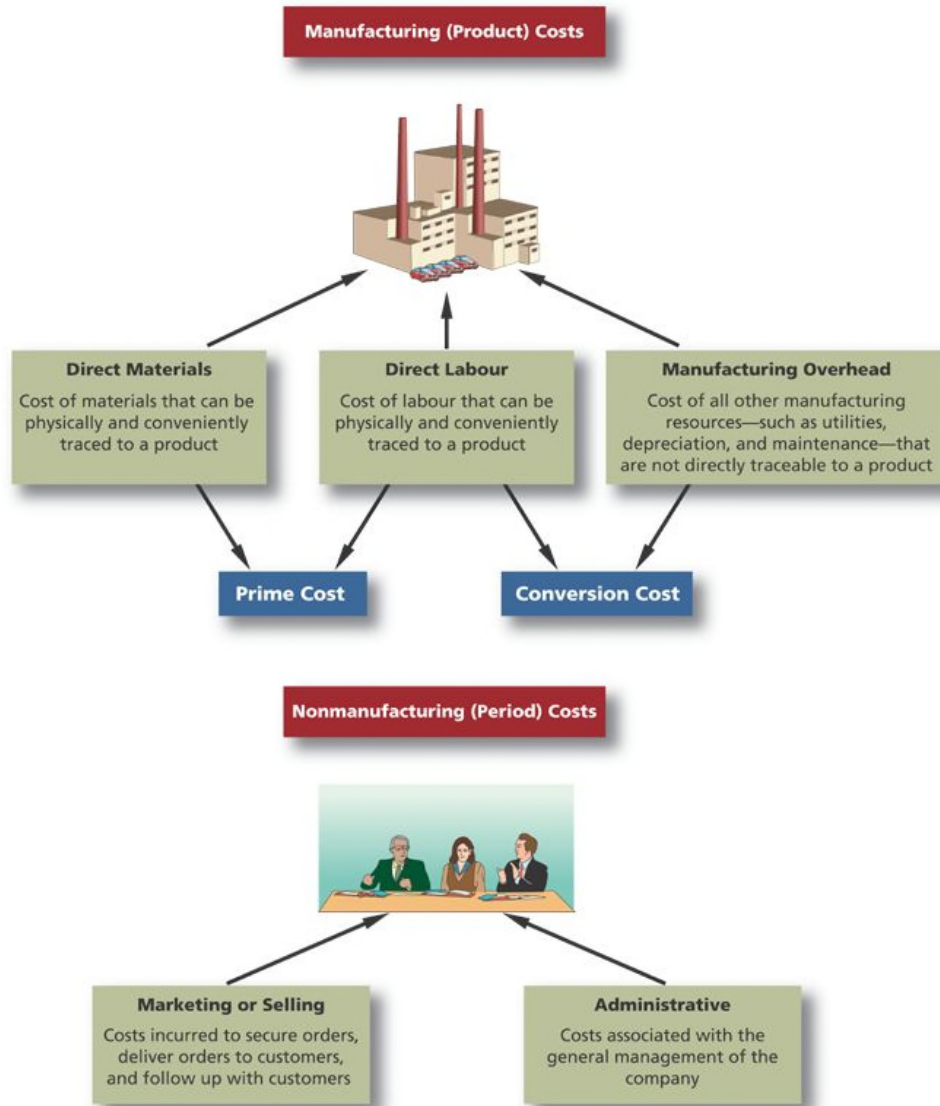 Manufacturing (Product) Costs
Direct Materials
Cost of materials that can be
physically and conveniently
traced to a product
Direct Labour
Cost of labour that can be
physically and conveniently
traced to a product
Manufacturing Overhead
Cost of all other manufacturing
resources—such as utilities,
depreciation, and maintenance—that
are not directly traceable to a product
Prime Cost
Conversion Cost
Nonmanufacturing (Period) Costs
Marketing or Selling
Costs incurred to secure orders,
deliver orders to customers,
and follow up with customers
Administrative
Costs associated with the
general management of the
company